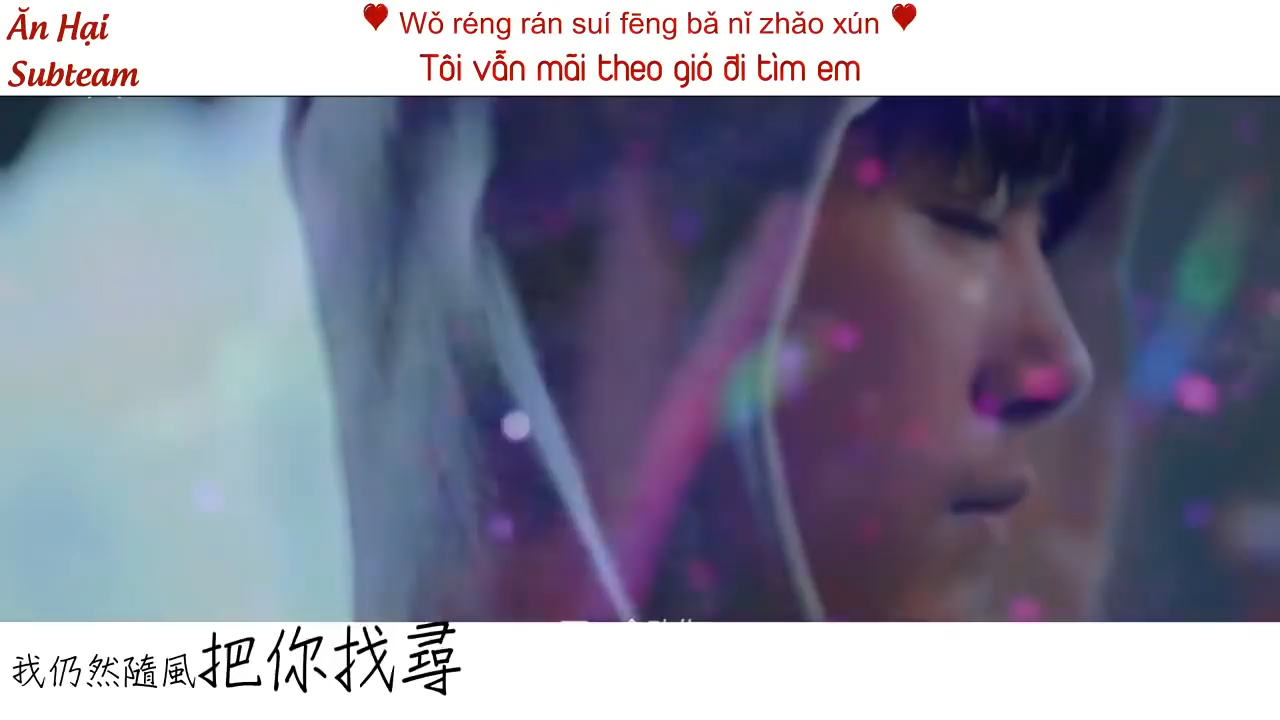 Ăn Hại
Subteam
Wǒ réng rán suí fēng bǎ nǐ zhǎo xún
Tôi vẫn mãi theo gió đi tìm em
我仍然隨風把你找尋